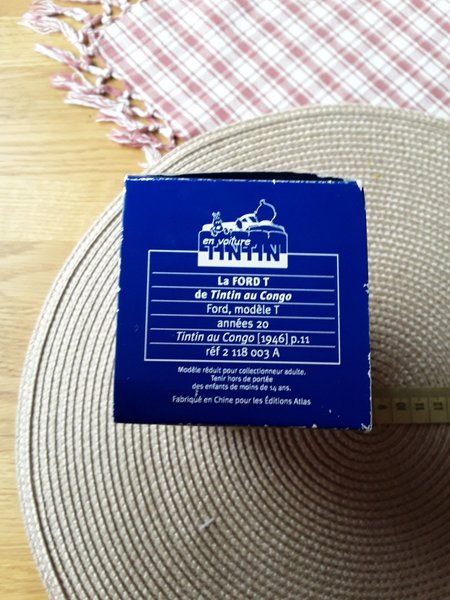 en voiture
TINTIN
La FORD T
de Tintin au Congo
Ford, modèle T
années 20
Tintin au Congo [1946] p.11
réf 2 118 003 A
Modèle réduit pour collectionneur adulte.
Tenir hors de portée
des enfants de moins de 14 ans.
Fabriqué en Chine pour les Éditions Atlas